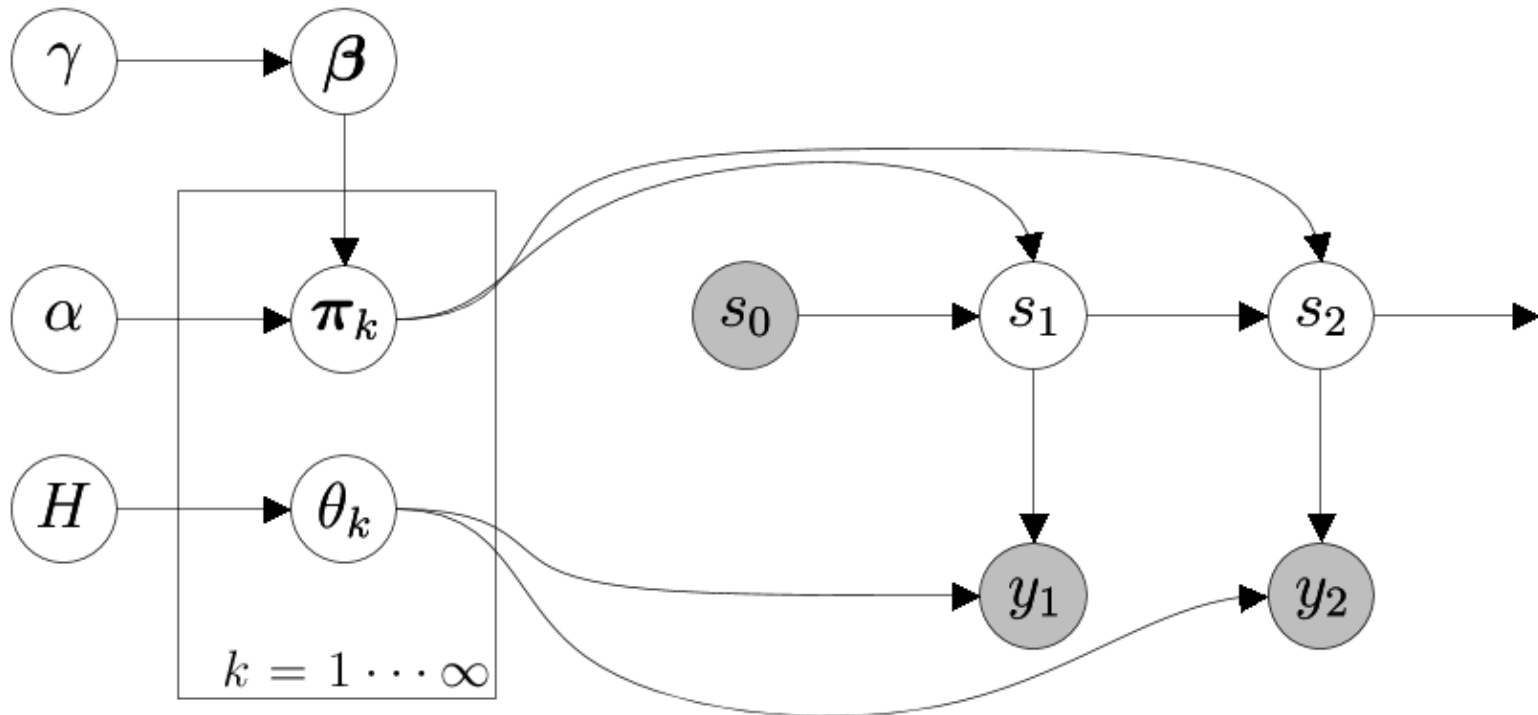 γ β
α π_k s_0 s_1 s_2
H θ_k y_1 y_2
k = 1 ⋯ ∞